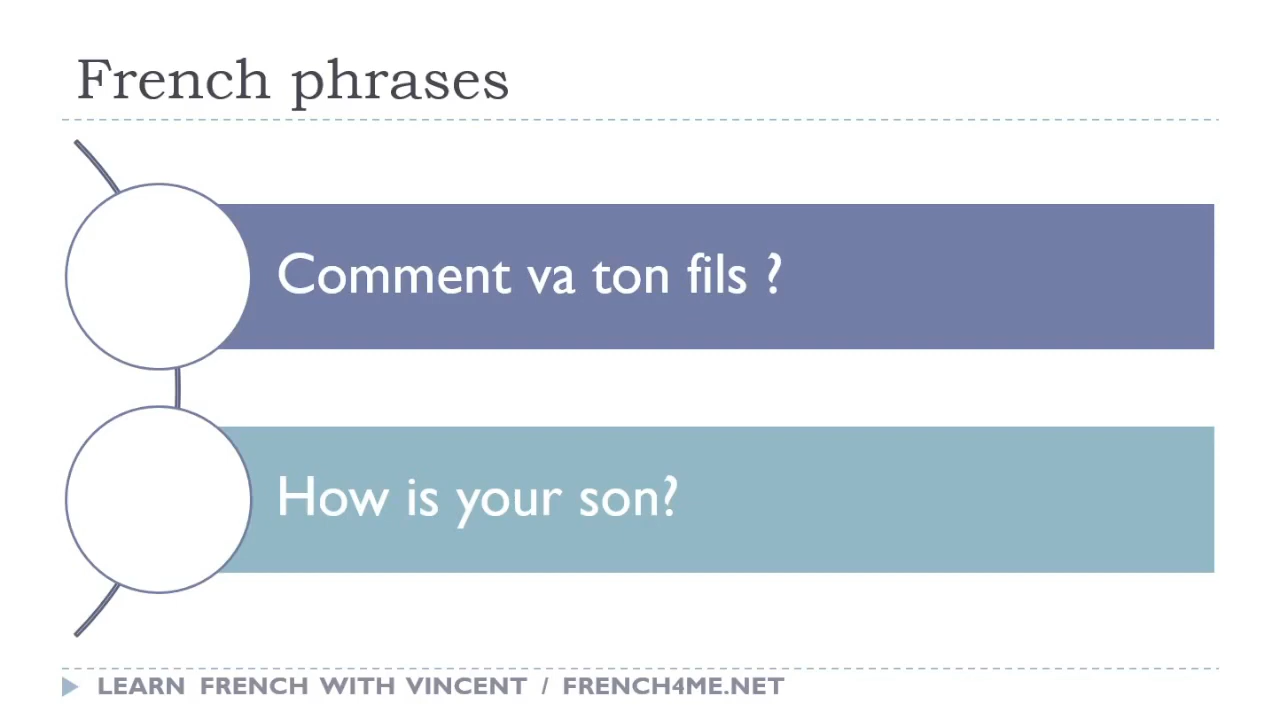 French phrases
Comment va ton fils ?
How is your son?
LEARN FRENCH WITH VINCENT / FRENCH4ME.NET